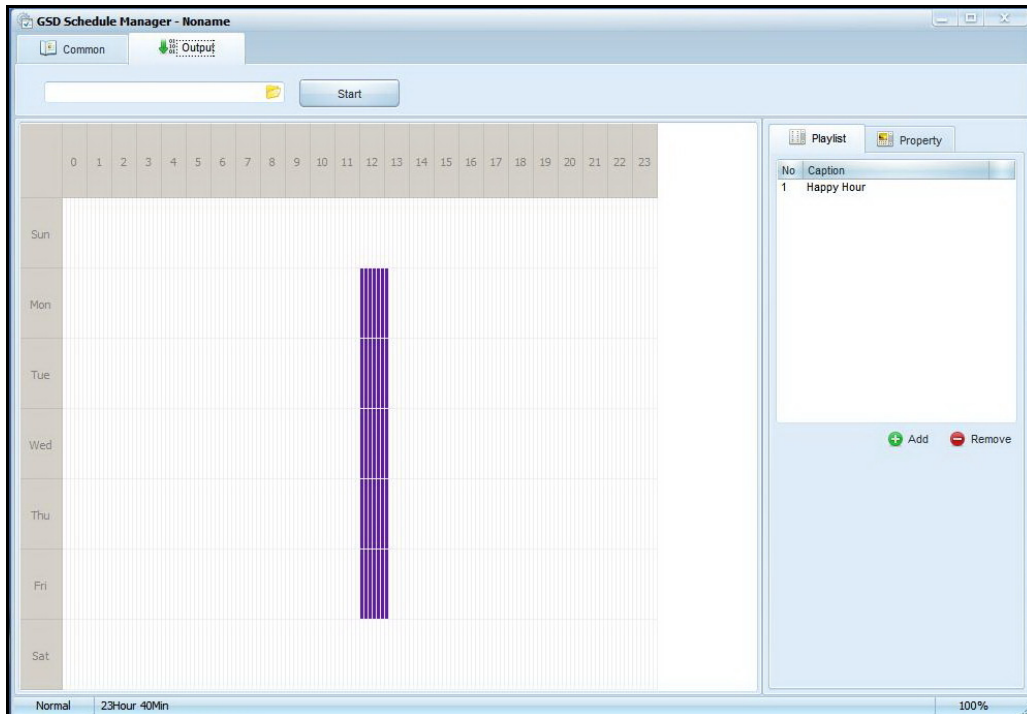 GSD Schedule Manager - Noname
Common Output
Start
0 1 2 3 4 5 6 7 8 9 10 11 12 13 14 15 16 17 18 19 20 21 22 23
Sun
Mon
Tue
Wed
Thu
Fri
Sat
Playlist Property
No Caption
1 Happy Hour
Add Remove
Normal 23Hour 40Min 100%